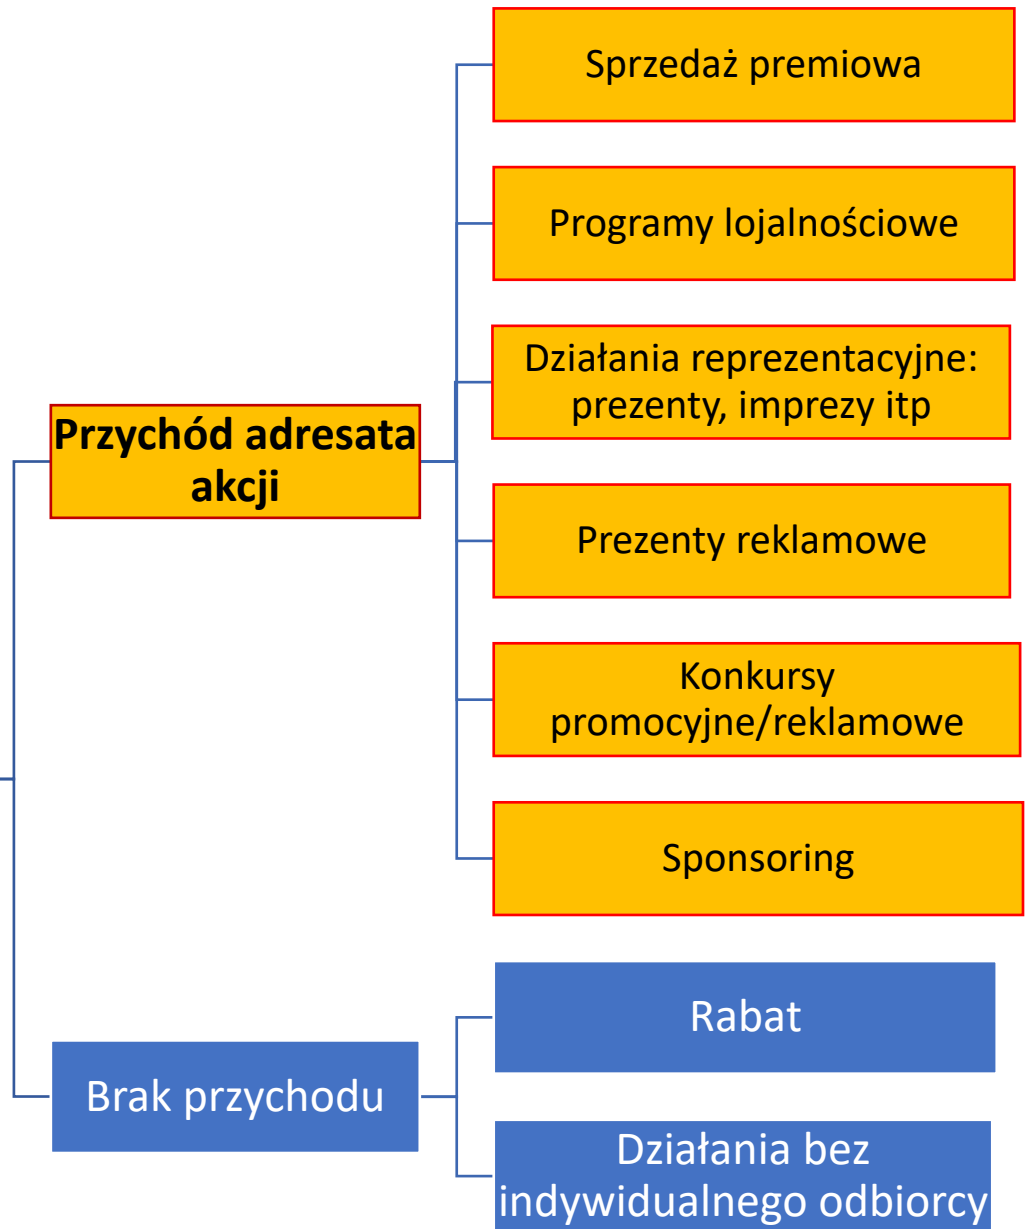 Sprzedaż premiowa
Programy lojalnościowe
Działania reprezentacyjne:
prezenty, imprezy itp
Przychód adresata
akcji
Prezenty reklamowe
Konkursy
promocyjne/reklamowe
Sponsoring
Rabat
Brak przychodu
Działania bez
indywidualnego odbiorcy